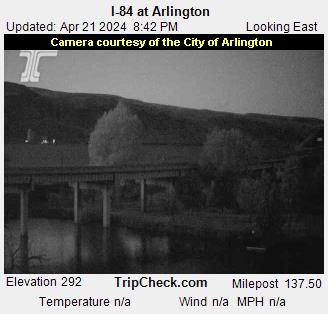 I-84 at Arlington
Updated: Apr 21 2024 8:42 PM Looking East
Camera courtesy of the City of Arlington
Elevation 292 TripCheck.com Milepost 137.50
Temperature n/a Wind n/a MPH n/a